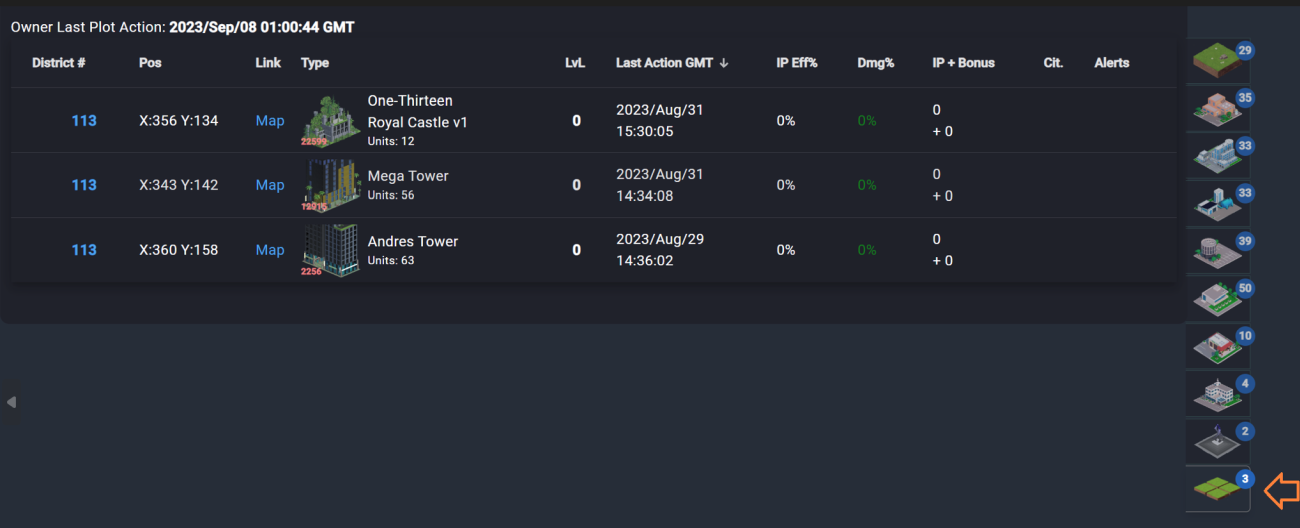 Owner Last Plot Action: 2023/Sep/08 01:00:44 GMT
District # Pos Link Type LvL Last Action GMT ↓ IP Eff% Dmg% IP + Bonus Cit. Alerts
113 X:356 Y:134 Map One-Thirteen Royal Castle v1 Units: 12 22599 0 2023/Aug/31 15:30:05 0% 0% 0 + 0
113 X:343 Y:142 Map Mega Tower Units: 56 0 2023/Aug/31 14:34:08 0% 0% 0 + 0
113 X:360 Y:158 Map Andres Tower Units: 63 2256 0 2023/Aug/29 14:36:02 0% 0% 0 + 0
29
35
33
33
39
50
10
4
2
3